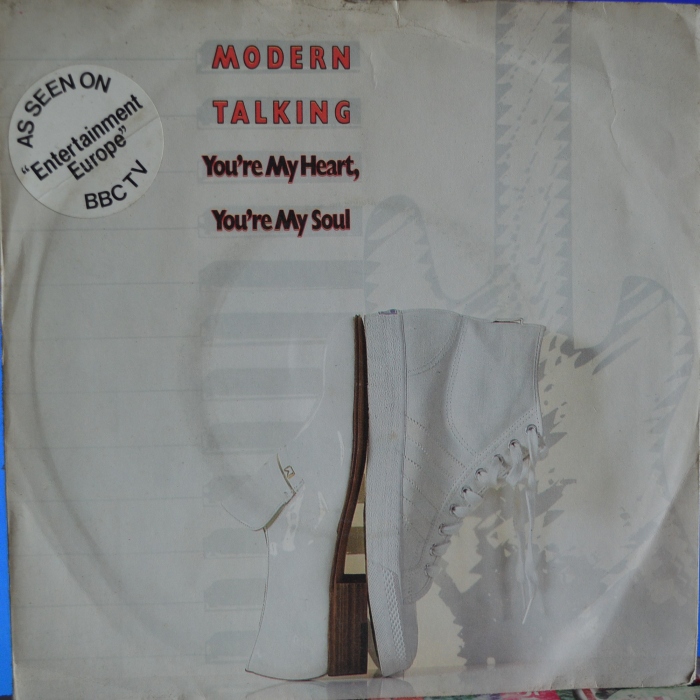 MODERN
TALKING
You're My Heart,
You're My Soul
AS SEEN ON
"Entertainment
Europe"
BBC TV